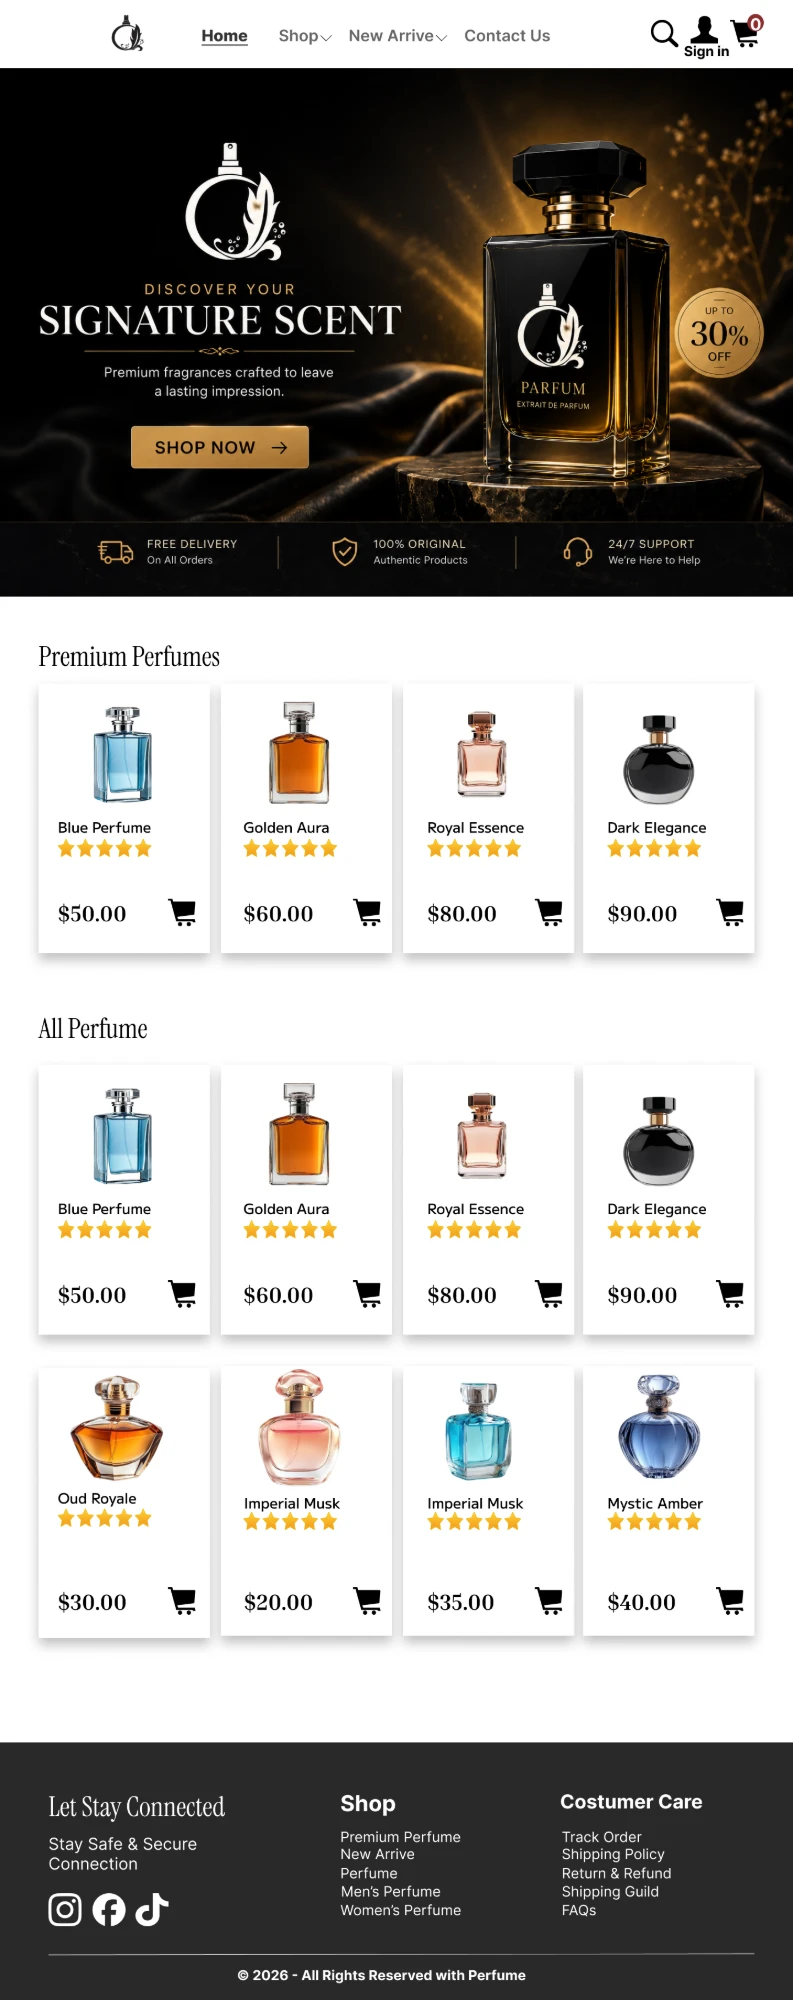 Home
Shop
New Arrive
Contact Us
Sign in
0
DISCOVER YOUR
SIGNATURE SCENT
Premium fragrances crafted to leave
a lasting impression.
SHOP NOW
PARFUM
EXTRAIT DE PARFUM
UP TO
30%
OFF
FREE DELIVERY
On All Orders
100% ORIGINAL
Authentic Products
24/7 SUPPORT
We're Here to Help
Premium Perfumes
Blue Perfume
$50.00
Golden Aura
$60.00
Royal Essence
$80.00
Dark Elegance
$90.00
All Perfume
Blue Perfume
$50.00
Golden Aura
$60.00
Royal Essence
$80.00
Dark Elegance
$90.00
Oud Royale
$30.00
Imperial Musk
$20.00
Imperial Musk
$35.00
Mystic Amber
$40.00
Let Stay Connected
Stay Safe & Secure
Connection
Shop
Premium Perfume
New Arrive
Perfume
Men's Perfume
Women's Perfume
Costumer Care
Track Order
Shipping Policy
Return & Refund
Shipping Guild
FAQs
© 2026 - All Rights Reserved with Perfume